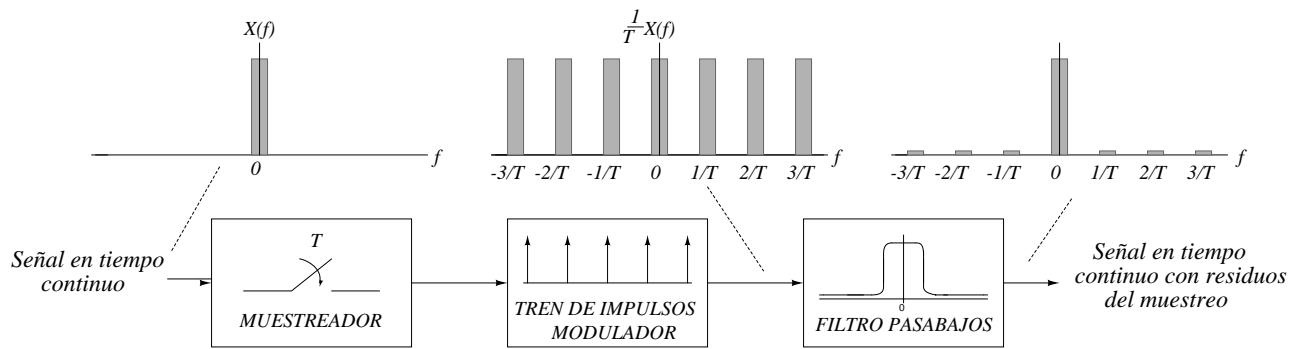 X(f)
1/T X(f)
f
0
f
-3/T -2/T -1/T 0 1/T 2/T 3/T
f
-3/T -2/T -1/T 0 1/T 2/T 3/T
Señal en tiempo
continuo
T
MUESTREADOR
TREN DE IMPULSOS
MODULADOR
0
FILTRO PASABAJOS
Señal en tiempo
continuo con residuos
del muestreo